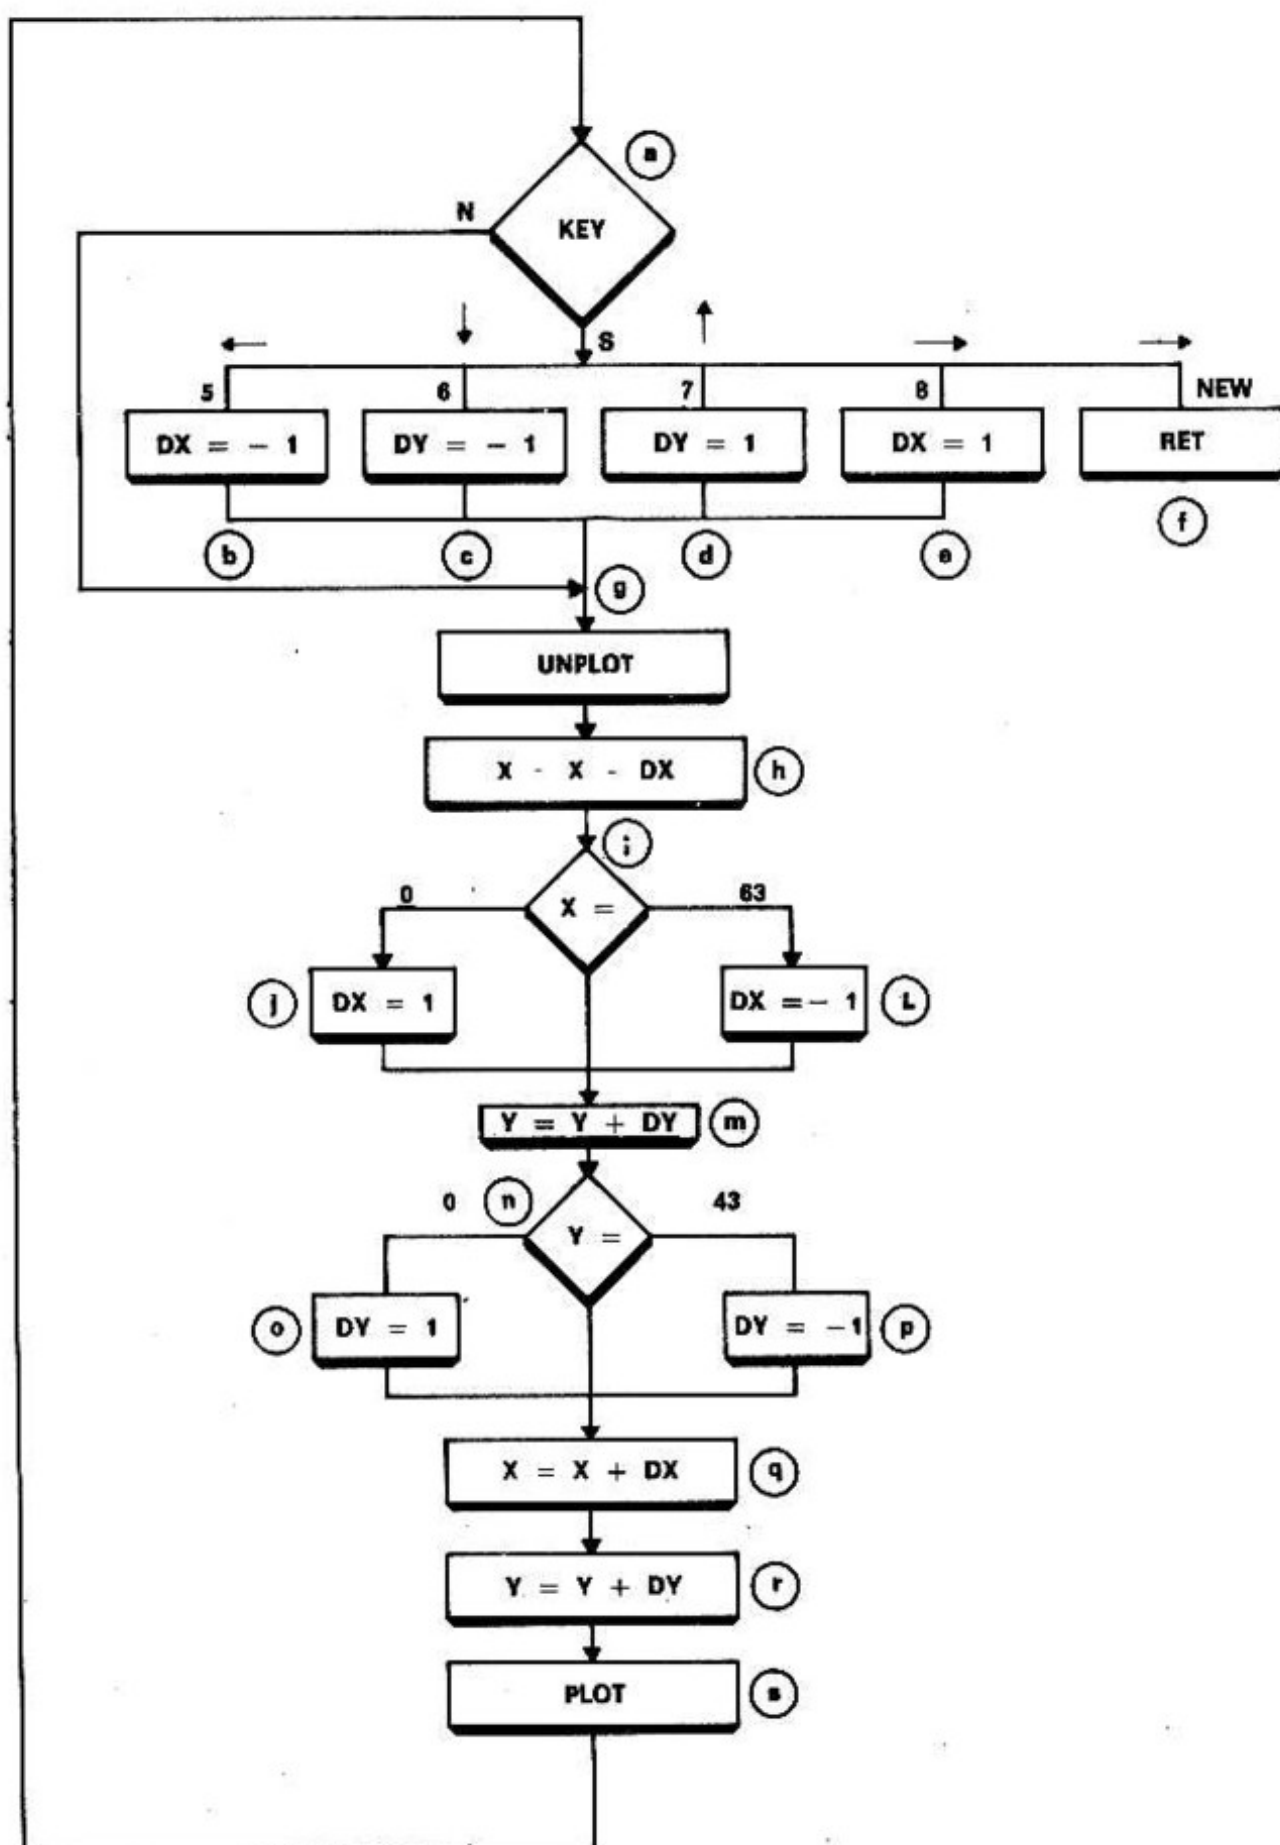 a
N
KEY
S
5 6 7 8 NEW
DX = - 1 DY = - 1 DY = 1 DX = 1 RET
b c d e f
g
UNPLOT
X - X - DX h
i
0 X = 63
j DX = 1 DX = - 1 L
Y = Y + DY m
0 n 43
Y =
o DY = 1 DY = - 1 p
X = X + DX q
Y = Y + DY r
PLOT s